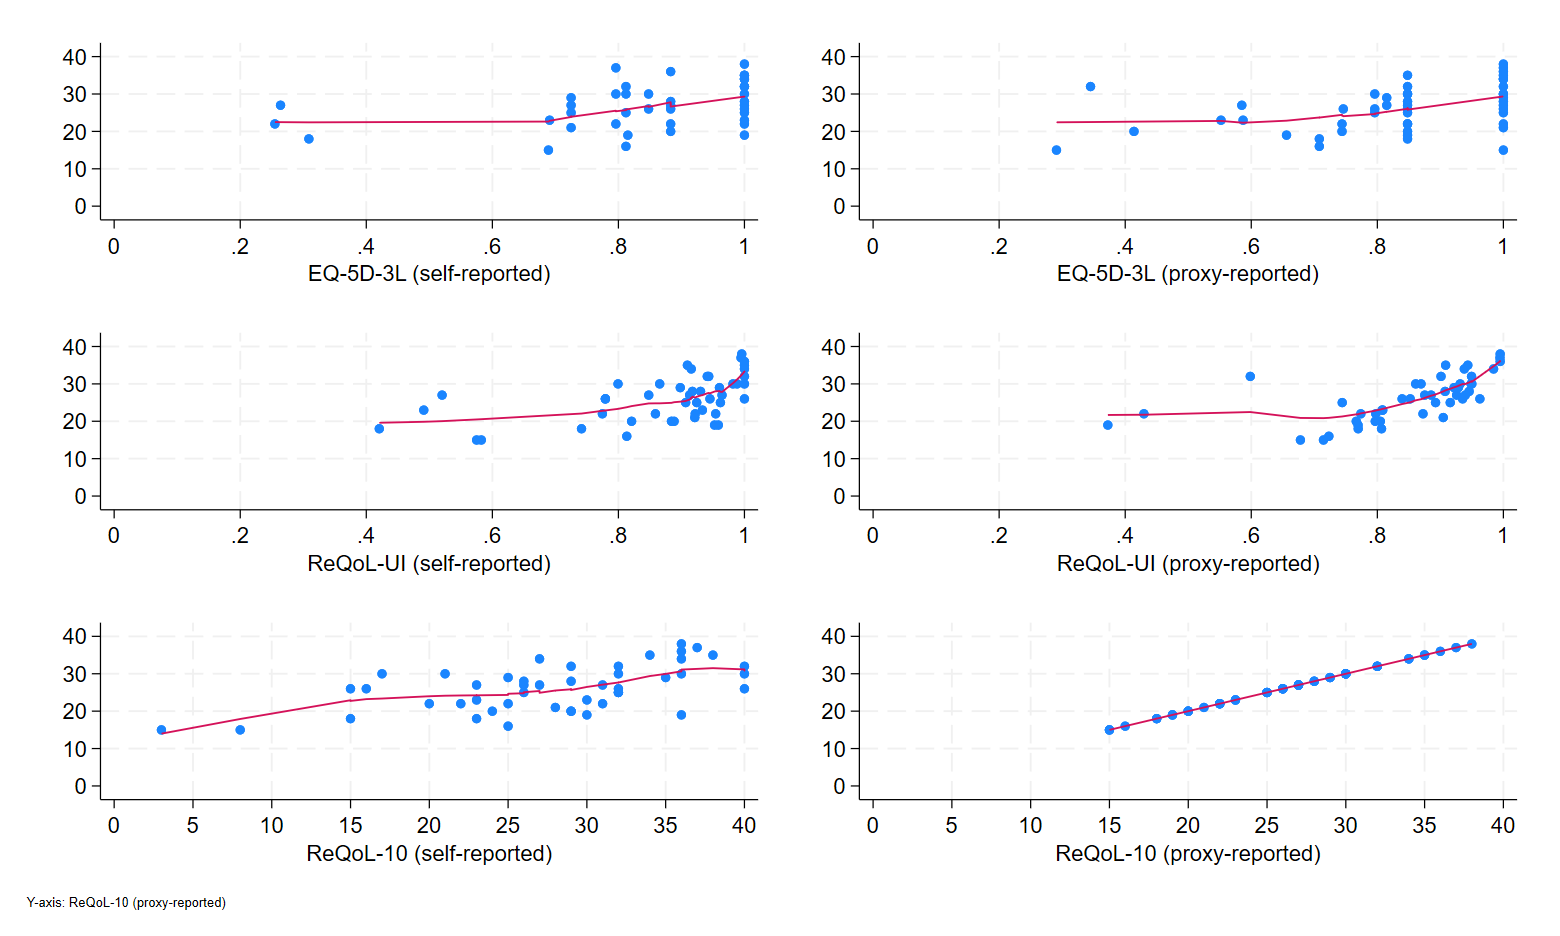 40
30
20
10
0
0 .2 .4 .6 .8 1
EQ-5D-3L (self-reported)
40
30
20
10
0
0 .2 .4 .6 .8 1
EQ-5D-3L (proxy-reported)
40
30
20
10
0
0 .2 .4 .6 .8 1
ReQoL-UI (self-reported)
40
30
20
10
0
0 .2 .4 .6 .8 1
ReQoL-UI (proxy-reported)
40
30
20
10
0
0 5 10 15 20 25 30 35 40
ReQoL-10 (self-reported)
40
30
20
10
0
0 5 10 15 20 25 30 35 40
ReQoL-10 (proxy-reported)
Y-axis: ReQoL-10 (proxy-reported)